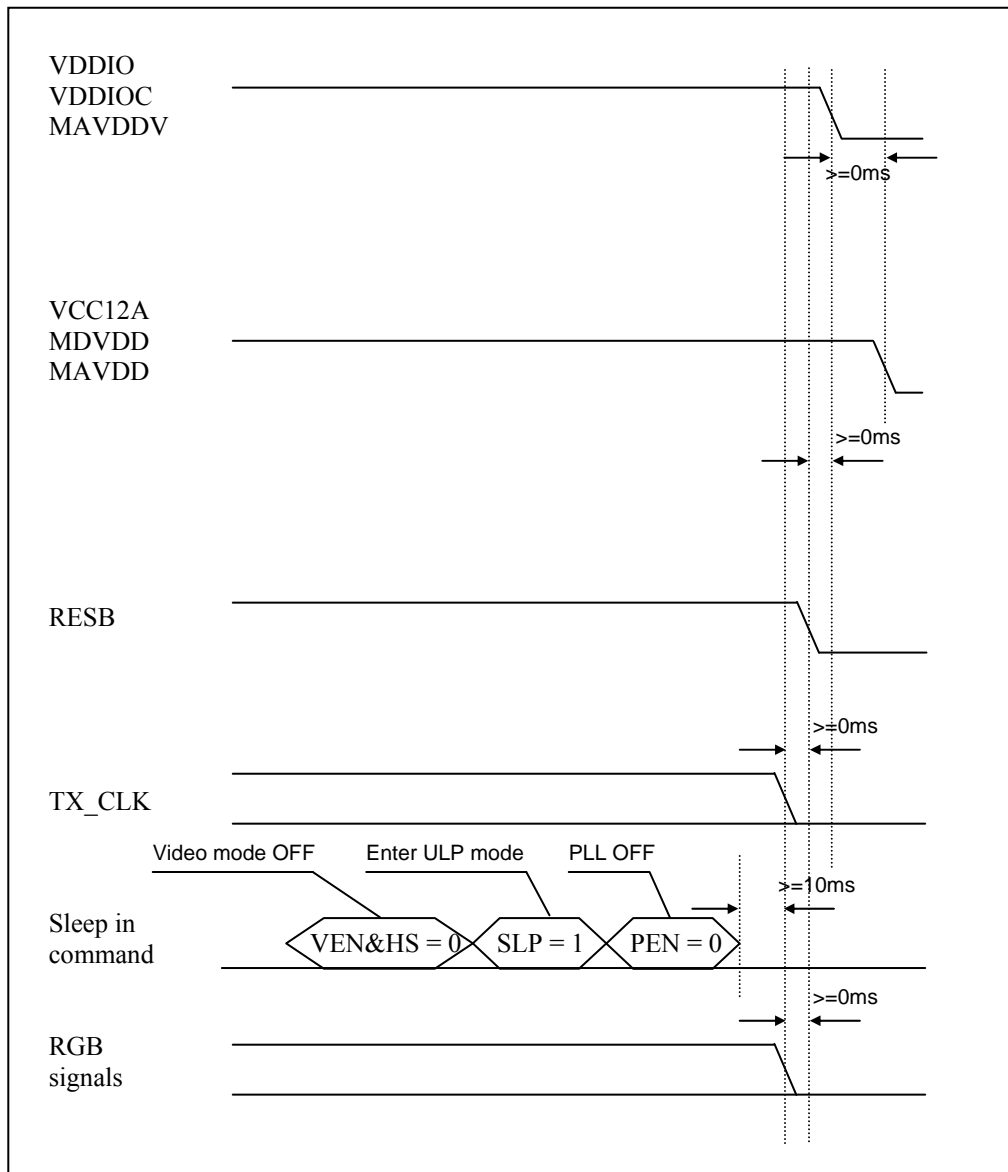 VDDIO
VDDIOC
MAVDDV
>=0ms
VCC12A
MDVDD
MAVDD
>=0ms
RESB
>=0ms
TX_CLK
Video mode OFF
Enter ULP mode
PLL OFF
>=10ms
Sleep in
command
VEN&HS = 0
SLP = 1
PEN = 0
>=0ms
RGB
signals